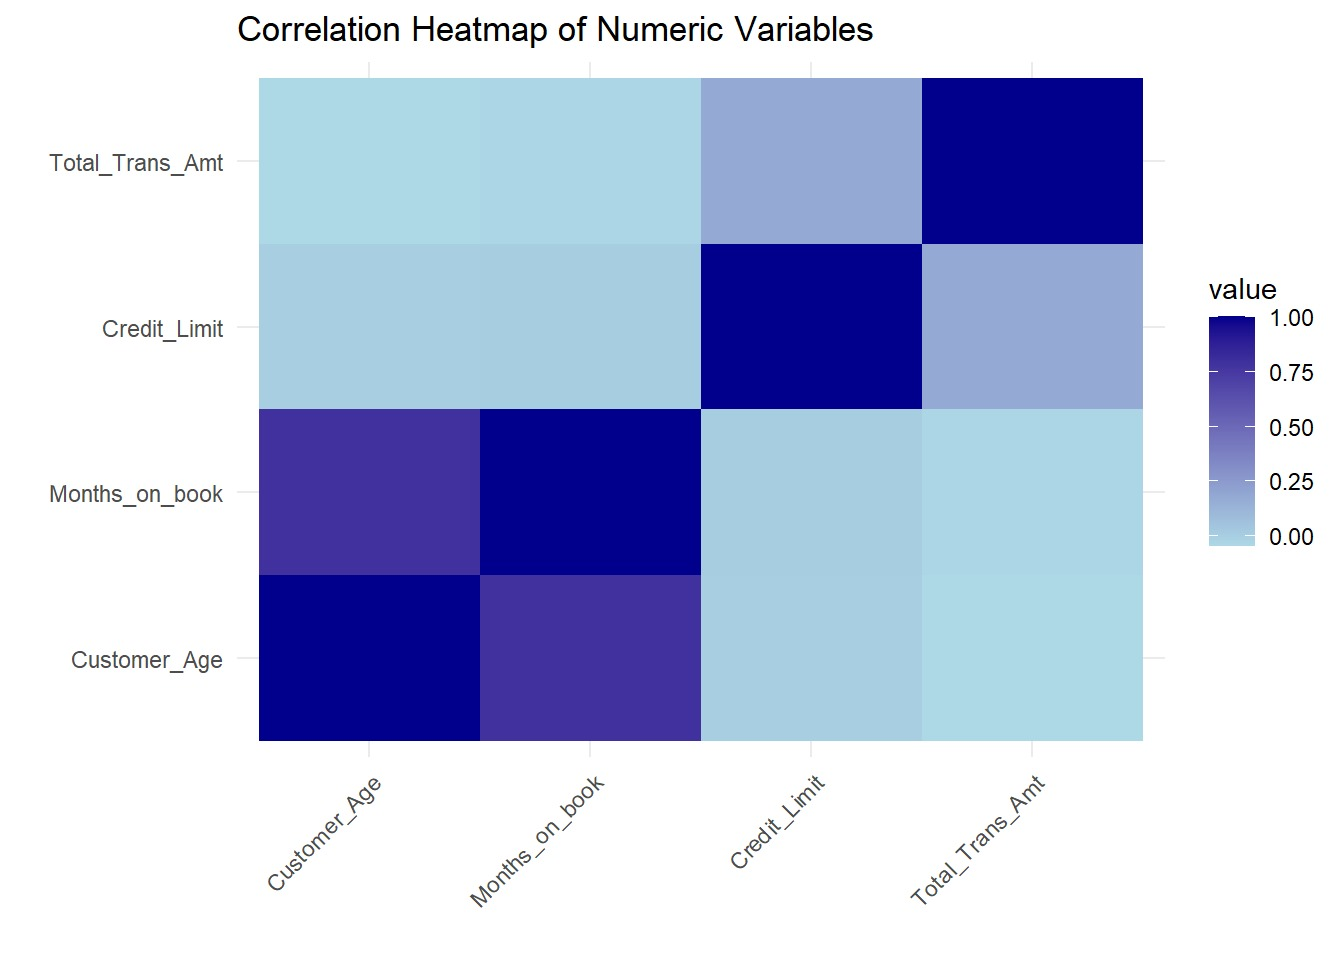 Correlation Heatmap of Numeric Variables
Total_Trans_Amt
Credit_Limit
Months_on_book
Customer_Age
Customer_Age
Months_on_book
Credit_Limit
Total_Trans_Amt
value
1.00
0.75
0.50
0.25
0.00